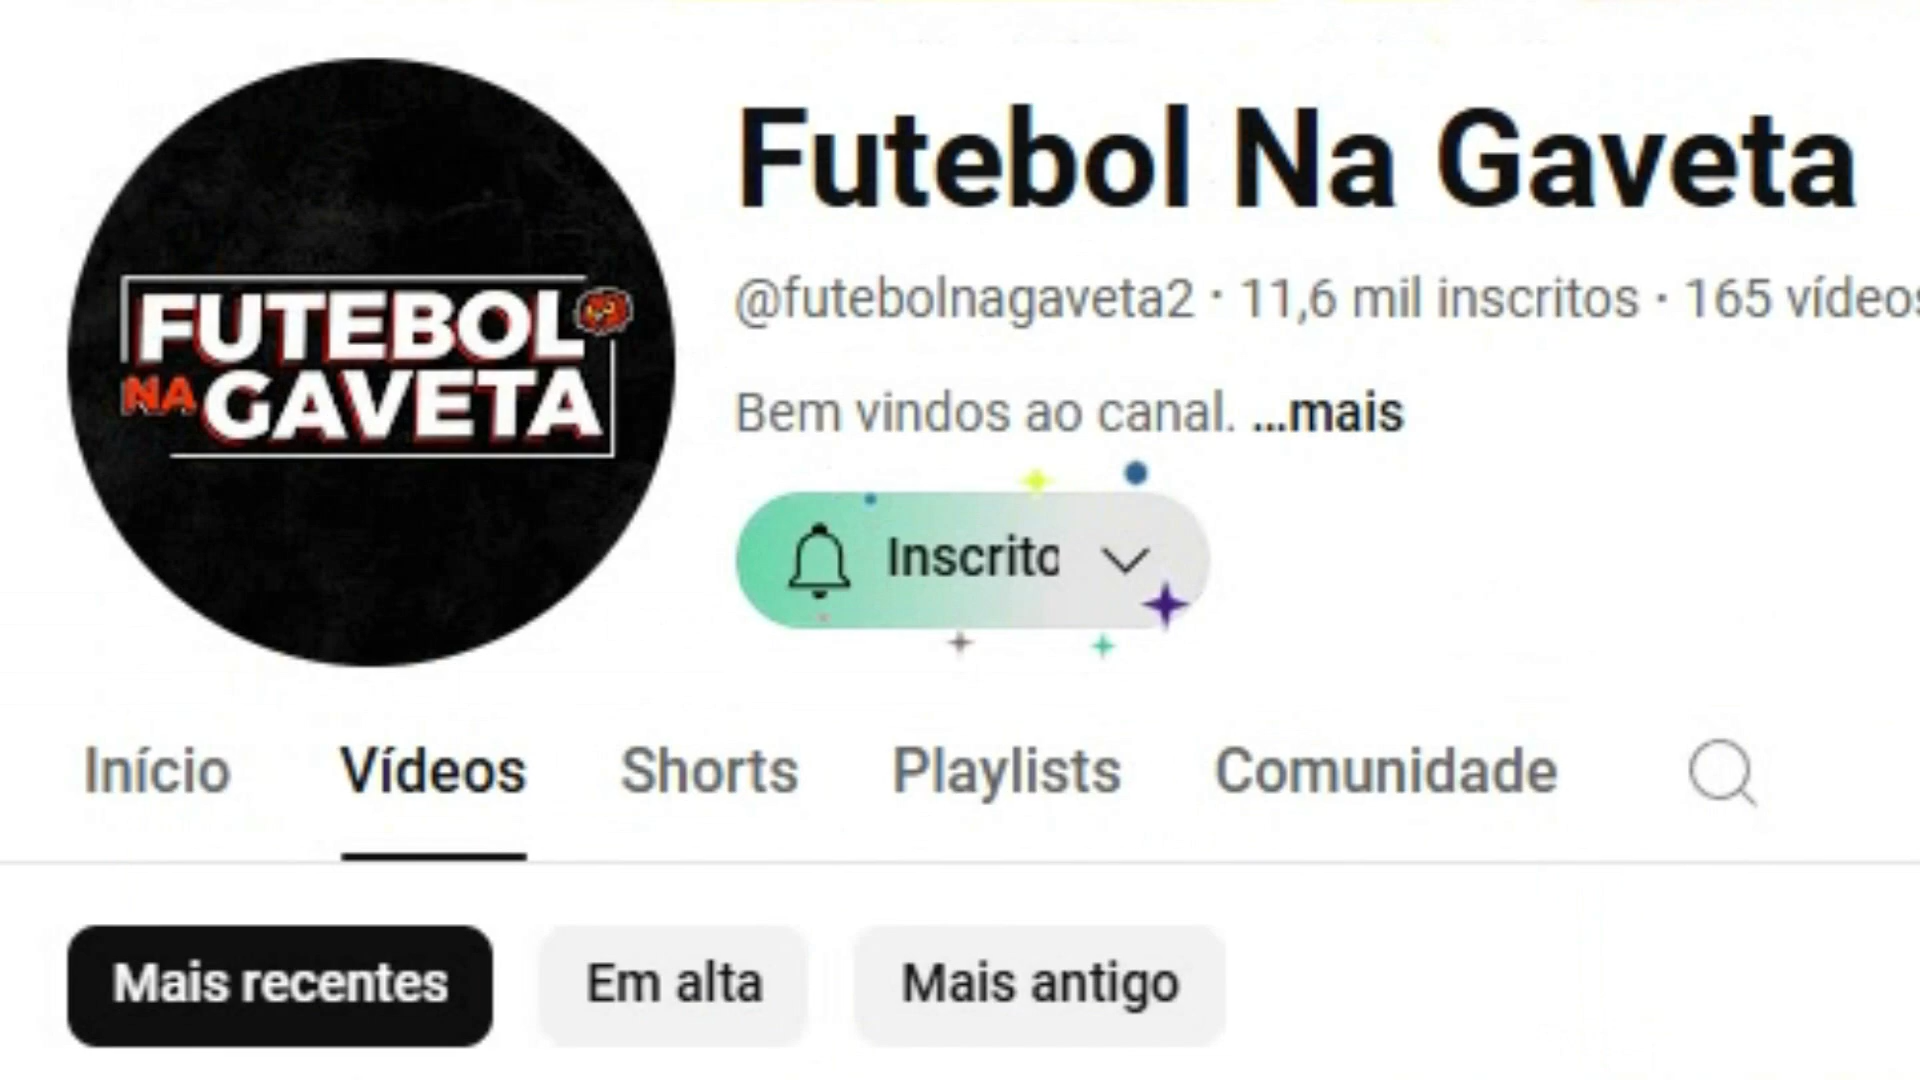 Futebol Na Gaveta
FUTEBOL
NA GAVETA
@futebolnagaveta2 · 11,6 mil inscritos · 165 vídeos
Bem vindos ao canal. ...mais
Inscrito
Início Vídeos Shorts Playlists Comunidade
Mais recentes Em alta Mais antigo